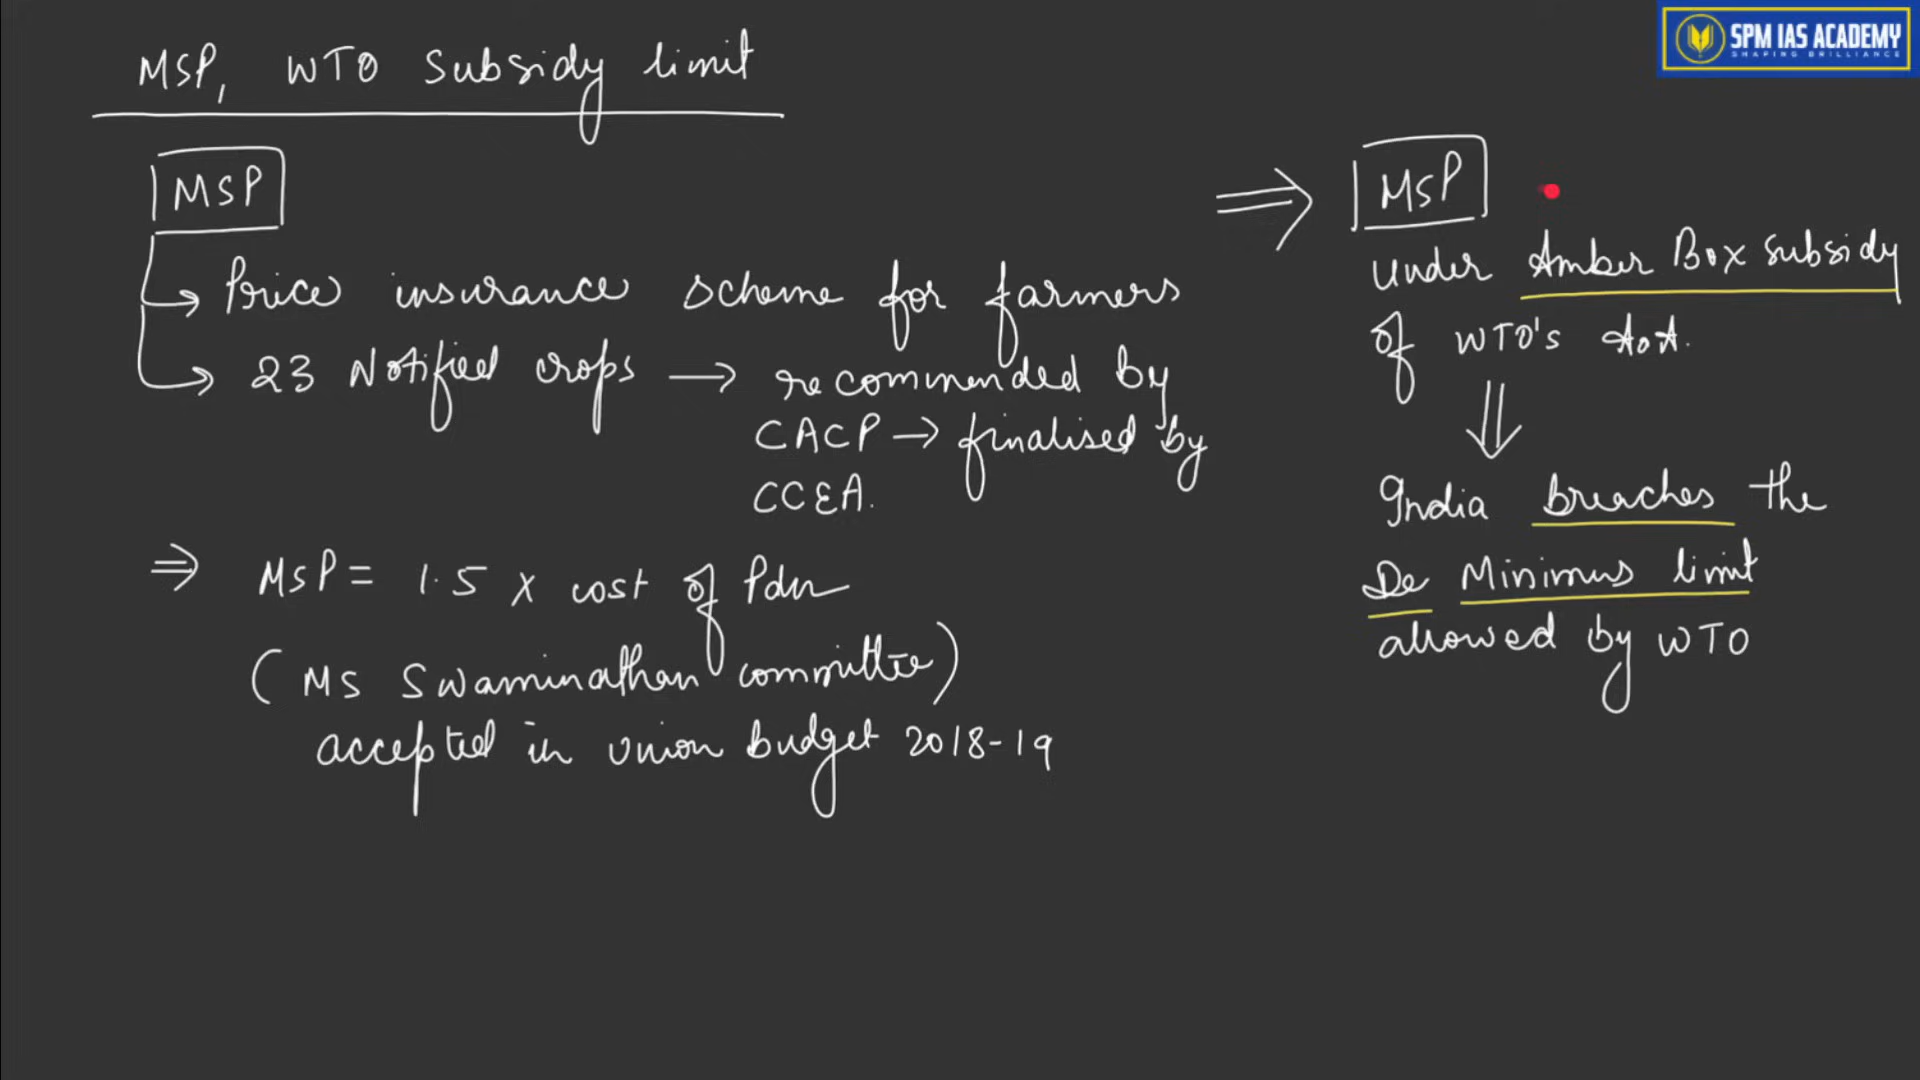 MSP, WTO Subsidy limit
SPM IAS ACADEMY
SHAPING BRILLIANCE
MSP
Price insurance scheme for farmers
23 Notified crops → recommended by
CACP → finalised by
CCEA.
⇒ MSP = 1.5 x cost of Pdn
(MS Swaminathan committee)
accepted in union budget 2018-19
⇒ MSP
under Amber Box subsidy
of WTO's AoA.
⇓
India breaches the
De Minimus limit
allowed by WTO